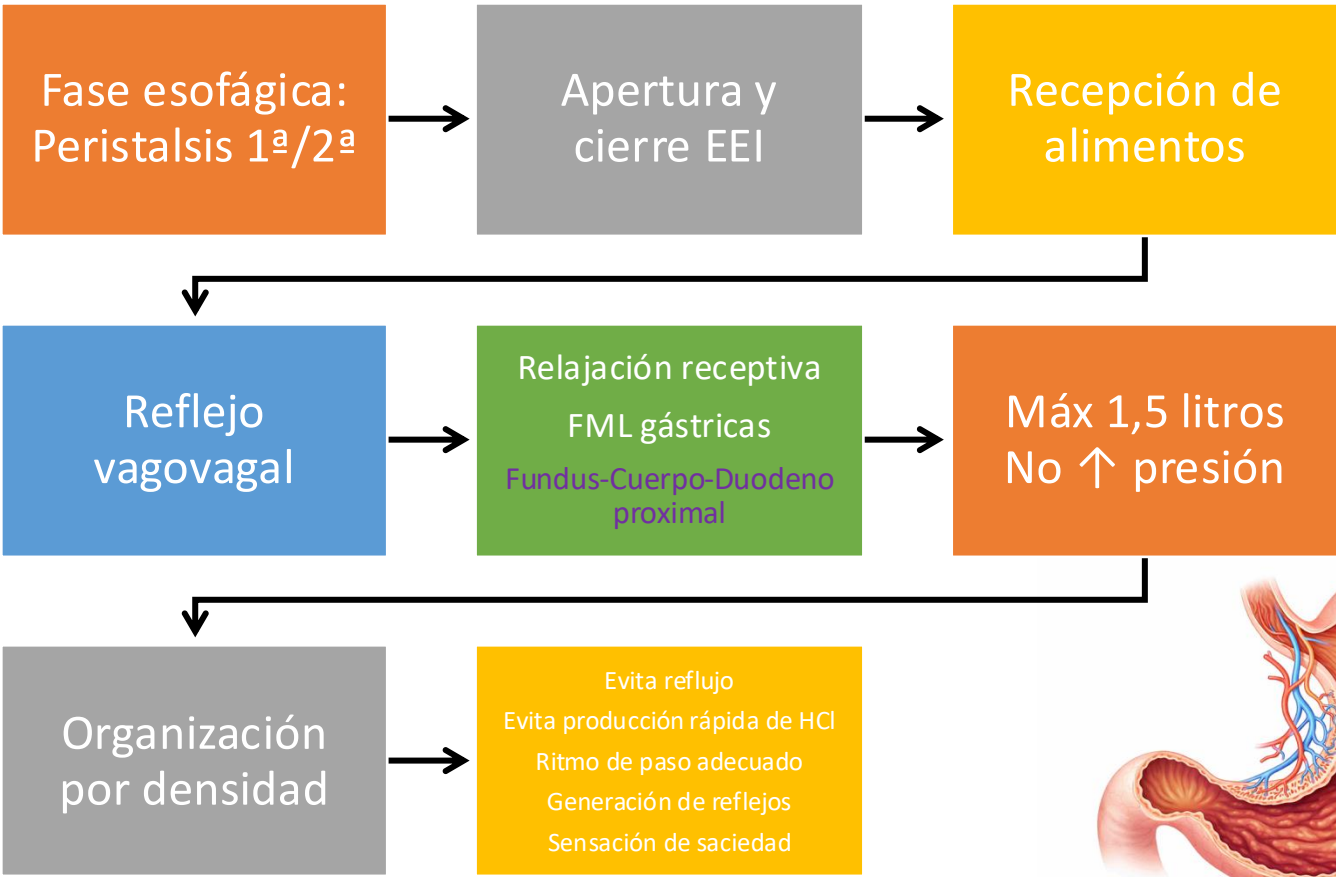 Fase esofágica:
Peristalsis 1ª/2ª
Apertura y
cierre EEI
Recepción de
alimentos
Reflejo
vagovagal
Relajación receptiva
FML gástricas
Fundus-Cuerpo-Duodeno
proximal
Máx 1,5 litros
No ↑ presión
Organización
por densidad
Evita reflujo
Evita producción rápida de HCl
Ritmo de paso adecuado
Generación de reflejos
Sensación de saciedad